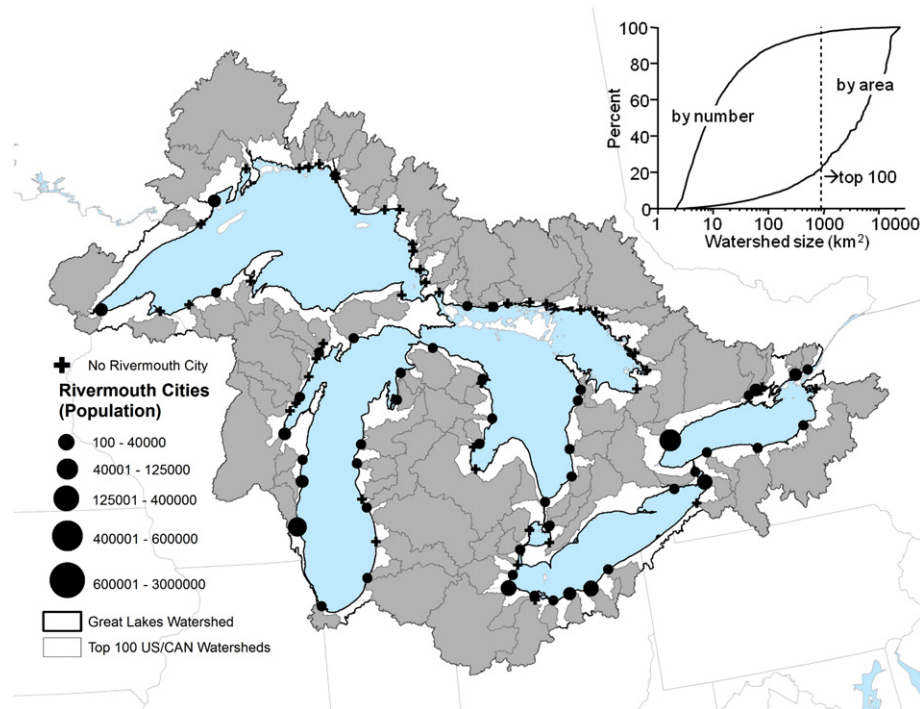 100
80
60
40
20
0
Percent
by number
by area
→top 100
1
10
100
1000
10000
Watershed size (km²)
No Rivermouth City
Rivermouth Cities
(Population)
100 - 40000
40001 - 125000
125001 - 400000
400001 - 600000
600001 - 3000000
Great Lakes Watershed
Top 100 US/CAN Watersheds